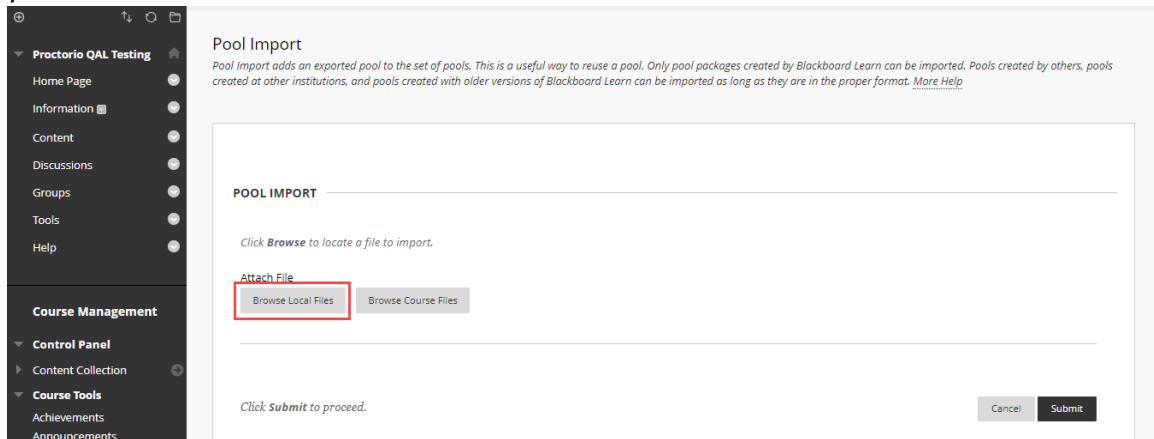 Proctorio QAL Testing
Home Page
Information
Content
Discussions
Groups
Tools
Help
Course Management
Control Panel
Content Collection
Course Tools
Achievements
Announcements
Pool Import
Pool Import adds an exported pool to the set of pools. This is a useful way to reuse a pool. Only pool packages created by Blackboard Learn can be imported. Pools created by others, pools
created at other institutions, and pools created with older versions of Blackboard Learn can be imported as long as they are in the proper format. More Help
POOL IMPORT
Click Browse to locate a file to import.
Attach File
Browse Local Files Browse Course Files
Click Submit to proceed.
Cancel Submit